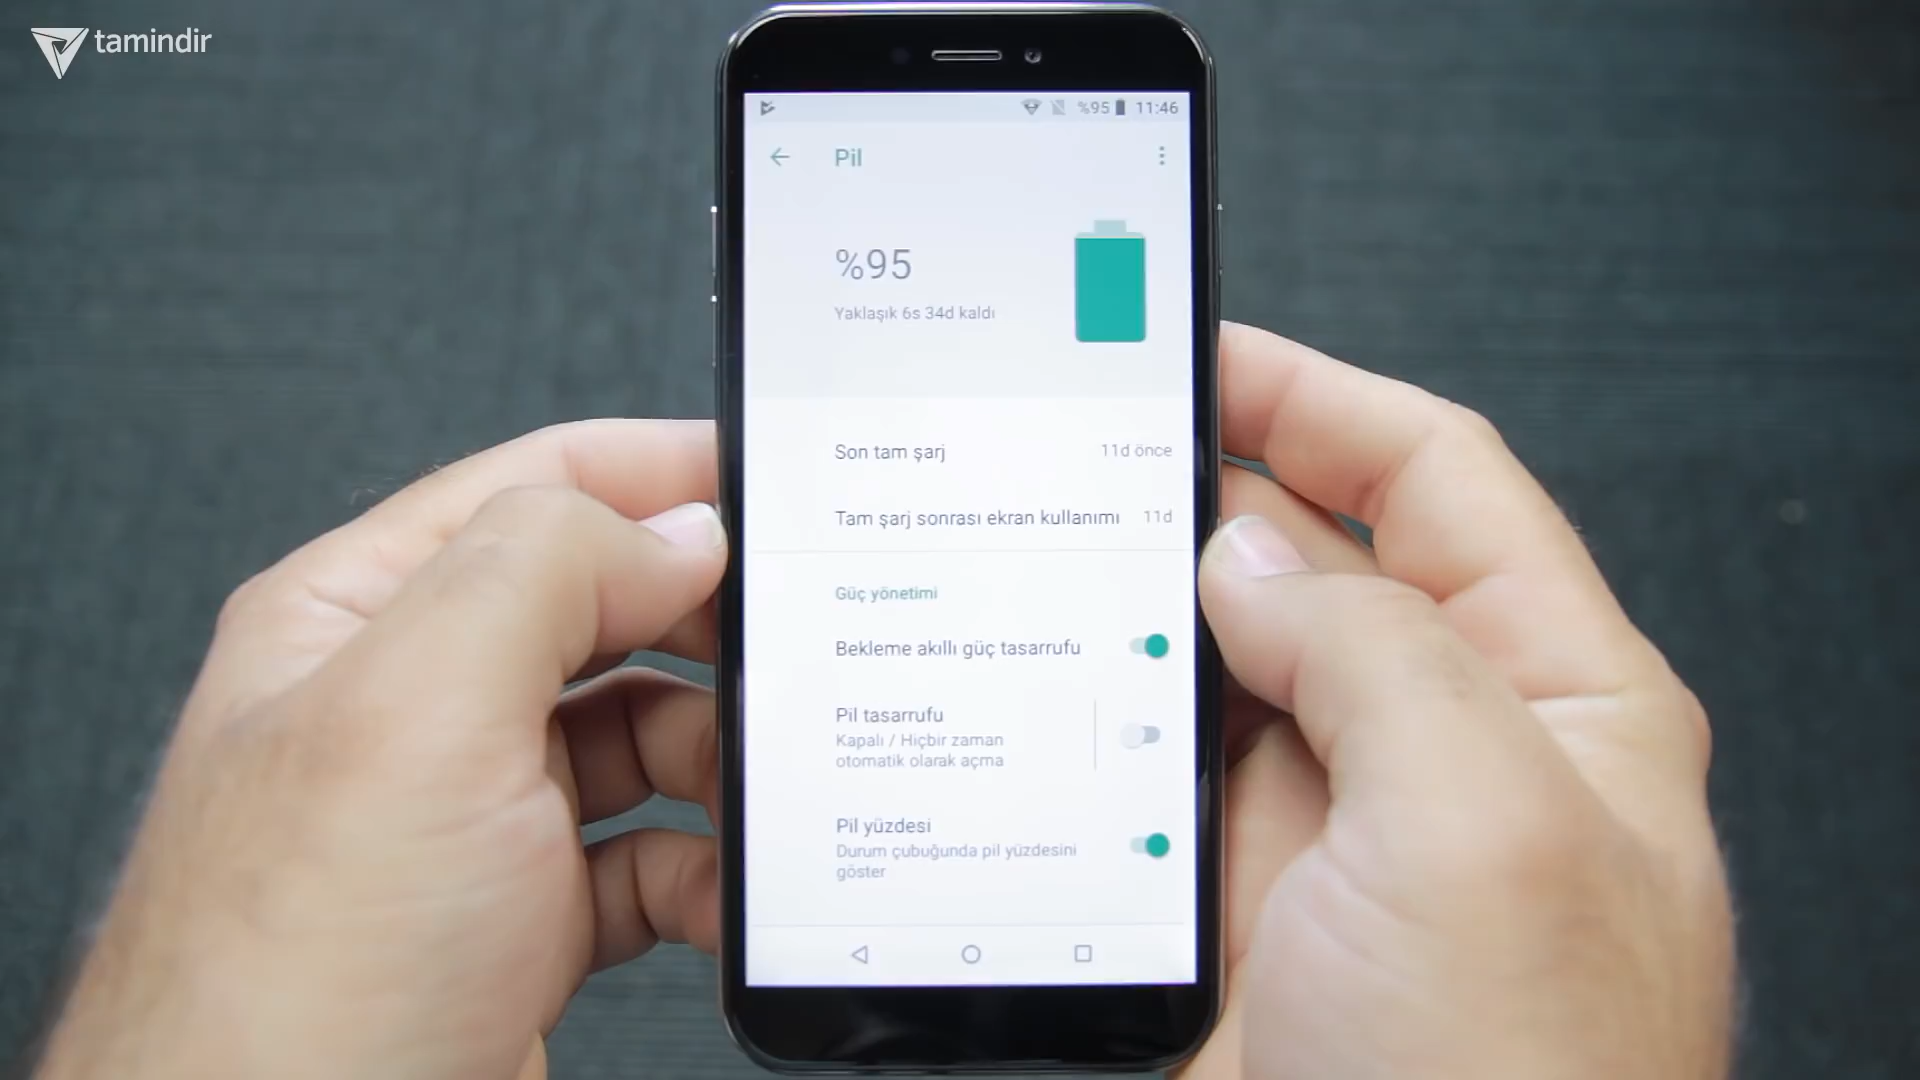 tamindir
%95 11:46
Pil
%95
Yaklaşık 6s 34d kaldı
Son tam şarj 11d önce
Tam şarj sonrası ekran kullanımı 11d
Güç yönetimi
Bekleme akıllı güç tasarrufu
Pil tasarrufu
Kapalı / Hiçbir zaman
otomatik olarak açma
Pil yüzdesi
Durum çubuğunda pil yüzdesini
göster